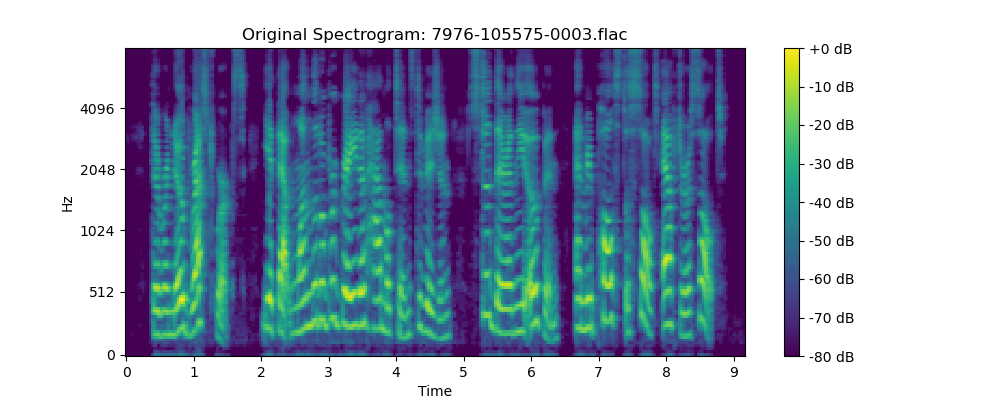 Original Spectrogram: 7976-105575-0003.flac
Hz
4096
2048
1024
512
0
0 1 2 3 4 5 6 7 8 9
Time
+0 dB
-10 dB
-20 dB
-30 dB
-40 dB
-50 dB
-60 dB
-70 dB
-80 dB